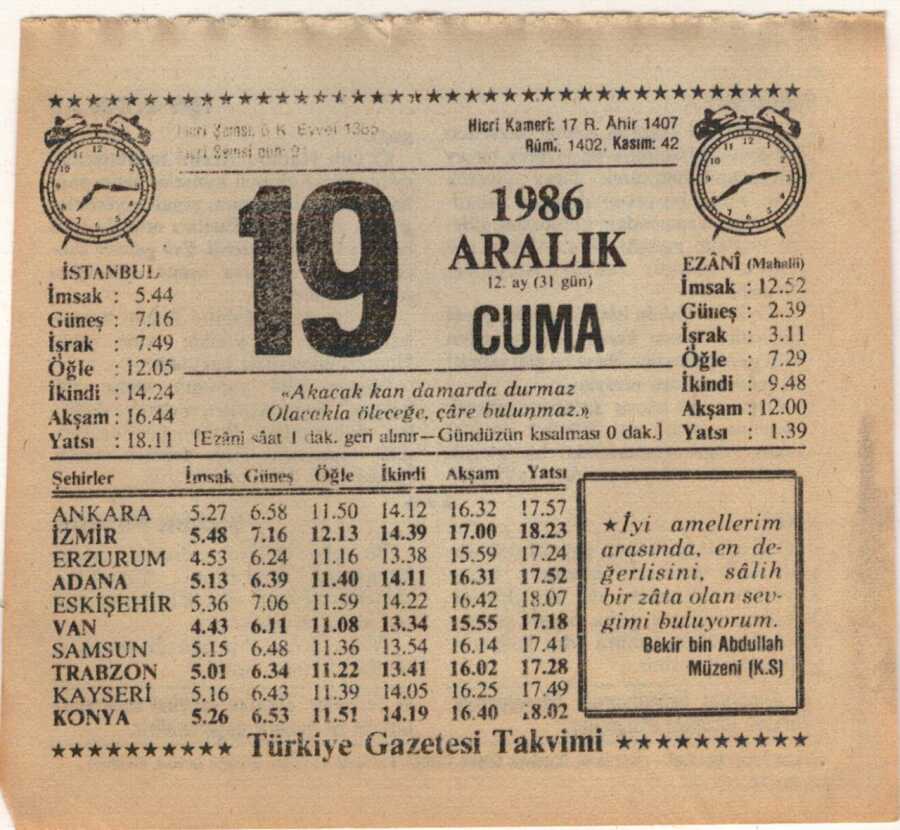 Hicri Kameri: 17 R. Âhir 1407
Rûmi. 1402, Kasım: 42
19
1986
ARALIK
12. ay (31 gün)
CUMA
İSTANBUL
İmsak : 5.44
Güneş : 7.16
İşrak : 7.49
Öğle : 12.05
İkindi : 14.24
Akşam : 16.44
Yatsı : 18.11
EZÂNÎ (Mahalli)
İmsak : 12.52
Güneş : 2.39
İşrak : 3.11
Öğle : 7.29
İkindi : 9.48
Akşam : 12.00
Yatsı : 1.39
«Akacak kan damarda durmaz
Olacakla öleceğe, çâre bulunmaz.»
[Ezâni sâat 1 dak. geri alınır—Gündüzün kısalması 0 dak.]
Şehirler İmsak Güneş Öğle İkindi Akşam Yatsı
ANKARA 5.27 6.58 11.50 14.12 16.32 17.57
İZMİR 5.48 7.16 12.13 14.39 17.00 18.23
ERZURUM 4.53 6.24 11.16 13.38 15.59 17.24
ADANA 5.13 6.39 11.40 14.11 16.31 17.52
ESKİŞEHİR 5.36 7.06 11.59 14.22 16.42 18.07
VAN 4.43 6.11 11.08 13.34 15.55 17.18
SAMSUN 5.15 6.48 11.36 13.54 16.14 17.41
TRABZON 5.01 6.34 11.22 13.41 16.02 17.28
KAYSERİ 5.16 6.43 11.39 14.05 16.25 17.49
KONYA 5.26 6.53 11.51 14.19 16.40 18.02
★İyi amellerim
arasında, en de-
ğerlisini, sâlih
bir zâta olan sev-
gimi buluyorum.
Bekir bin Abdullah
Müzeni (K.S)
★★★★★★★★★★ Türkiye Gazetesi Takvimi ★★★★★★★★★★